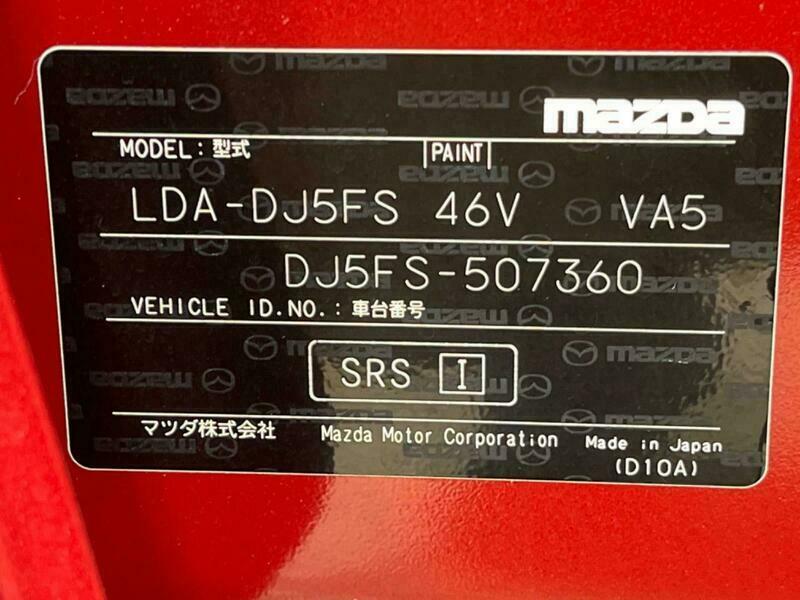 mazda
MODEL: 型式 PAINT
LDA-DJ5FS 46V VA5
DJ5FS-507360
VEHICLE ID.NO.: 車台番号
SRS I
マツダ株式会社 Mazda Motor Corporation Made in Japan
(D10A)